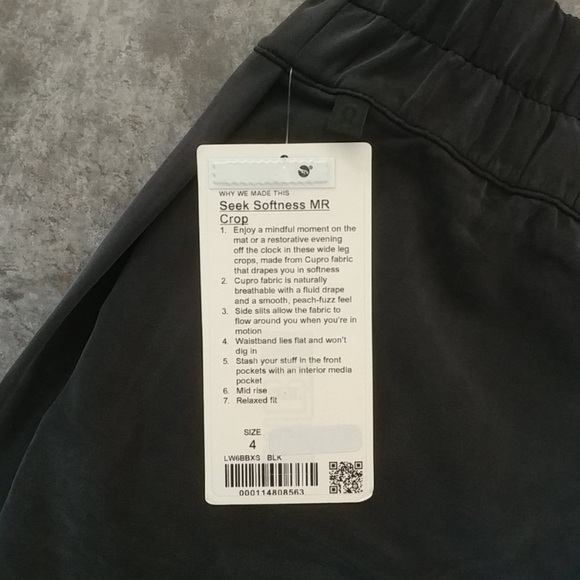 WHY WE MADE THIS
Seek Softness MR
Crop
1. Enjoy a mindful moment on the
mat or a restorative evening
off the clock in these wide leg
crops, made from Cupro fabric
that drapes you in softness
2. Cupro fabric is naturally
breathable with a fluid drape
and a smooth, peach-fuzz feel
3. Side slits allow the fabric to
flow around you when you're in
motion
4. Waistband lies flat and won't
dig in
5. Stash your stuff in the front
pockets with an interior media
pocket
6. Mid rise
7. Relaxed fit
SIZE
4
LW6BBXS BLK
000114808563